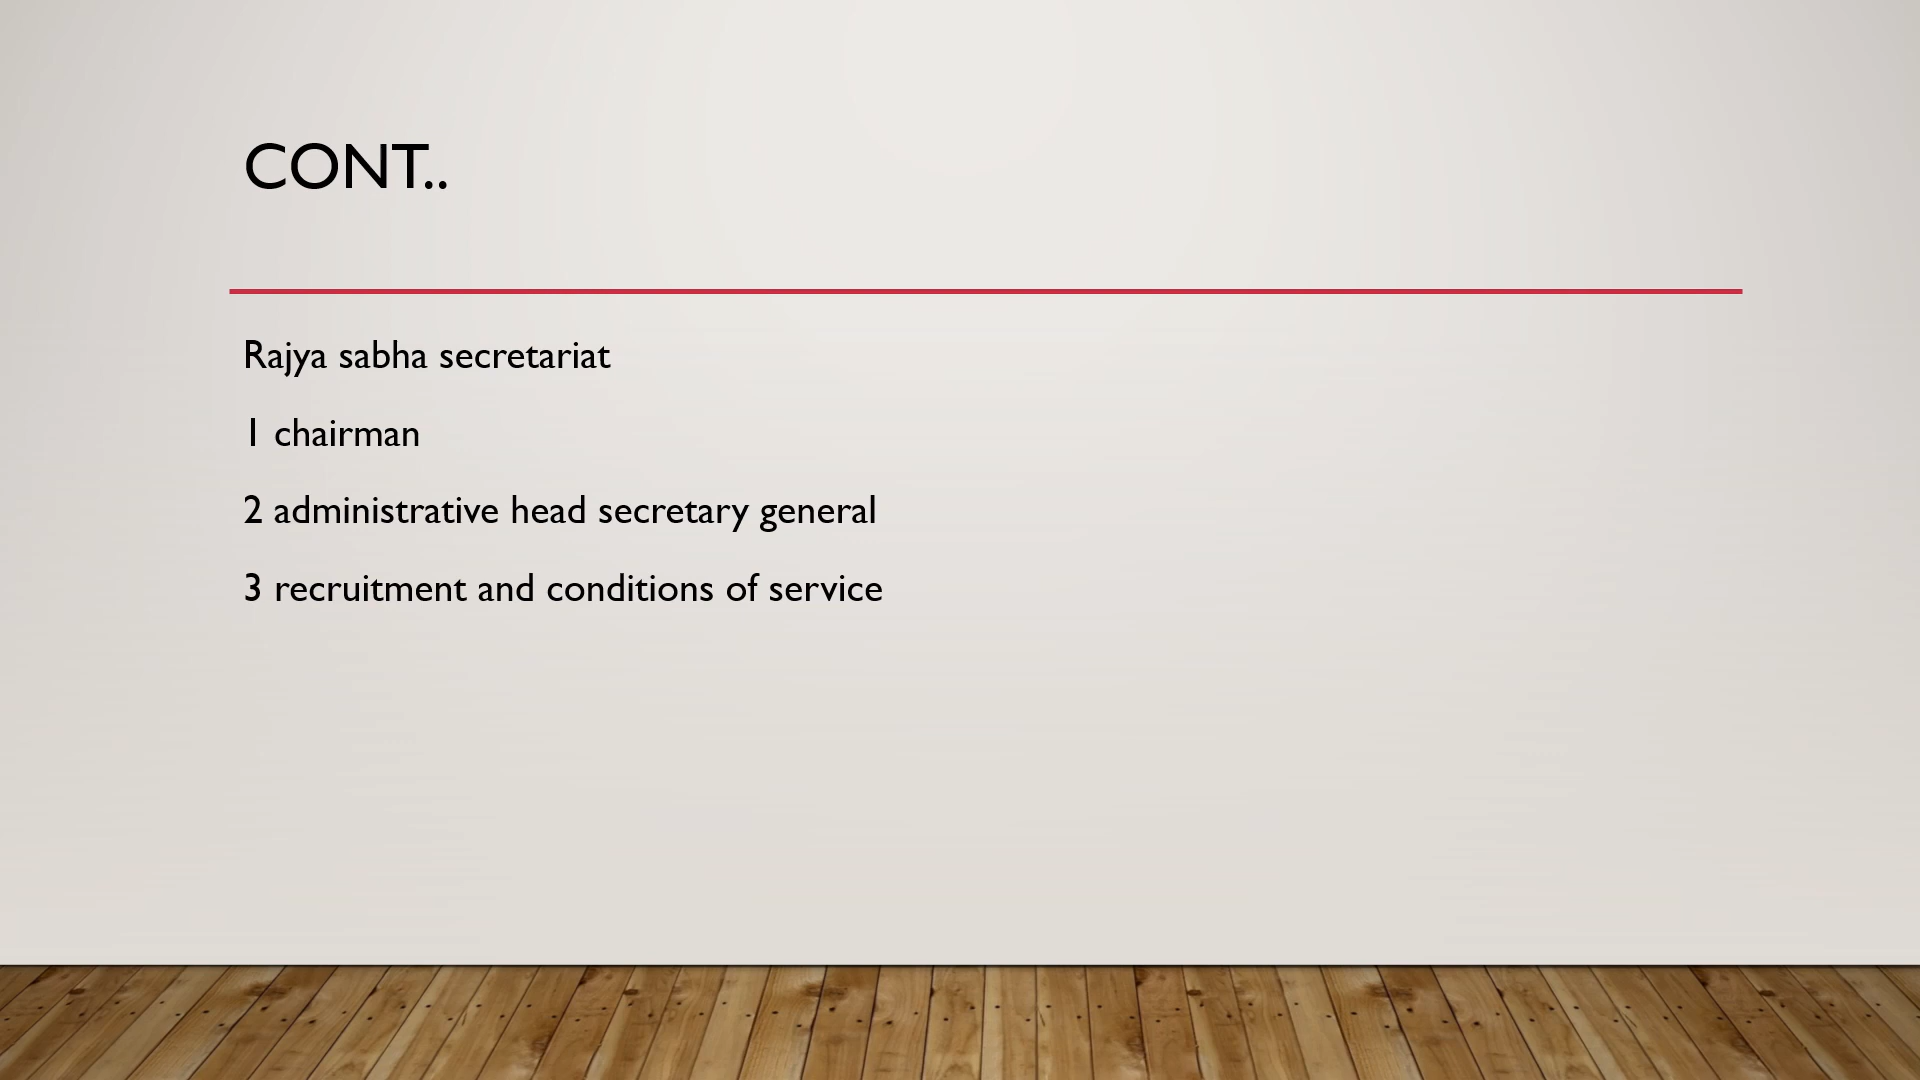 CONT..
Rajya sabha secretariat
1 chairman
2 administrative head secretary general
3 recruitment and conditions of service